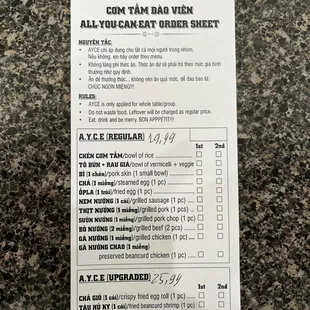 CƠM TẤM ĐÀO VIÊN
ALL YOU CAN EAT ORDER SHEET
NGUYÊN TẮC:
• AYCE chỉ áp dụng cho tất cả mọi người trong nhóm.
Nếu không, xin hãy order theo menu.
• Không lãng phí thức ăn. Thức ăn dư sẽ phải trả theo mức giá bình
thường như quy định.
• Ăn để thưởng thức... không nên ăn quá mức, dễ đau bao tử.
CHÚC NGON MIỆNG!!!
RULES:
• AYCE is only applied for whole table/group.
• Do not waste food. Leftover will be charged as regular price.
• Eat, drink and be merry. BON APPETIT!!!
A.Y.C.E (REGULAR) 19,99
1st 2nd
CHÉN CƠM TẤM/bowl of rice
TÔ BÚN + RAU GIÁ/bowl of vermicelli + veggie
BÌ (1 chén)/pork skin (1 small bowl)
CHẢ (1 miếng)/steamed egg (1 pc)
ỐPLA (1 trái)/fried egg (1 pc)
NEM NƯỚNG (1 cái)/grilled sausage (1 pc)
THỊT NƯỚNG (1 miếng)/grilled pork (1 pc)
SƯỜN NƯỚNG (1 miếng)/grilled pork chop (1 pc)
BÒ NƯỚNG (2 miếng)/grilled beef (2 pcs)
GÀ NƯỚNG (1 miếng)/grilled chicken (1 pc)
GÀ NƯỚNG CHAO (1 miếng)/
preserved beancurd chicken (1 pc)
A.Y.C.E (UPGRADED) 25,99
1st 2nd
CHẢ GIÒ (1 cái)/crispy fried egg roll (1 pc)
TÀU HŨ KY (1 cái)/fried beancurd shrimp (1 pc)